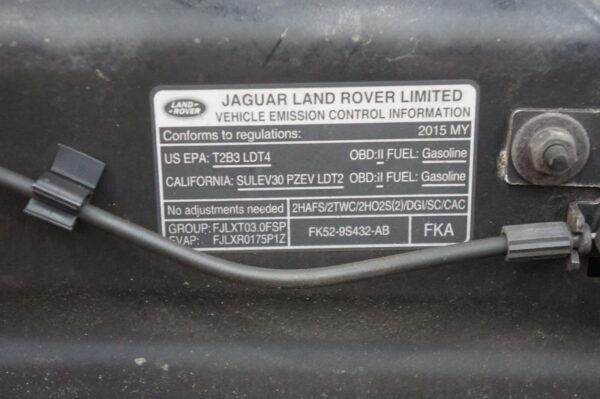 LAND-
-ROVER
JAGUAR LAND ROVER LIMITED
VEHICLE EMISSION CONTROL INFORMATION
Conforms to regulations: 2015 MY
US EPA: T2B3 LDT4 OBD:II FUEL: Gasoline
CALIFORNIA: SULEV30 PZEV LDT2 OBD:II FUEL: Gasoline
No adjustments needed 2HAFS/2TWC/2HO2S(2)/DGI/SC/CAC
GROUP: FJLXT03.0FSP
EVAP: FJLXR0175P1Z
FK52-9S432-AB FKA